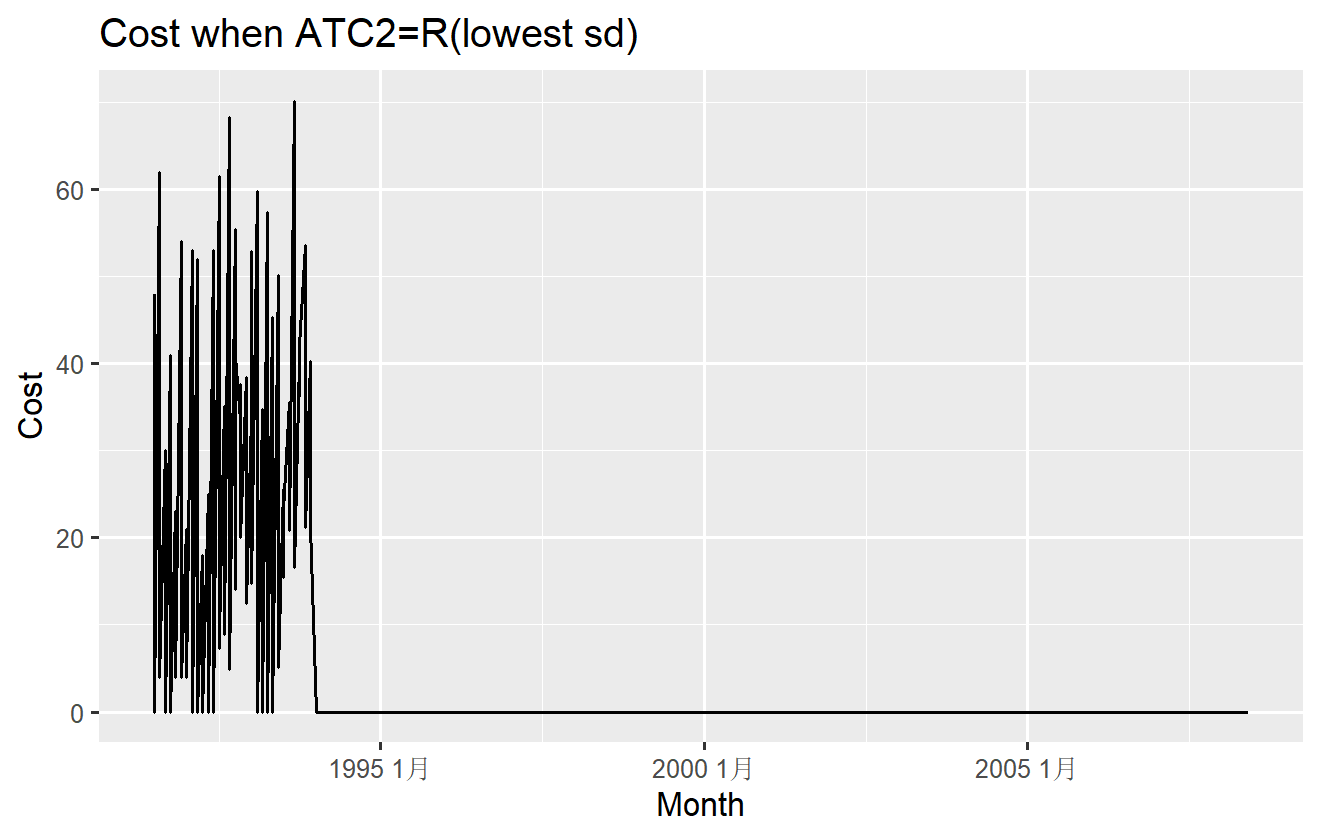 Cost when ATC2=R(lowest sd)
Cost
60
40
20
0
1995 1月
2000 1月
2005 1月
Month